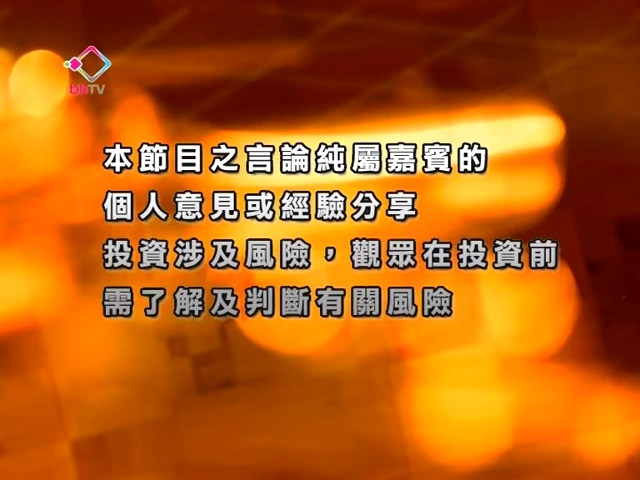 TV
本節目之言論純屬嘉賓的
個人意見或經驗分享
投資涉及風險，觀眾在投資前
需了解及判斷有關風險